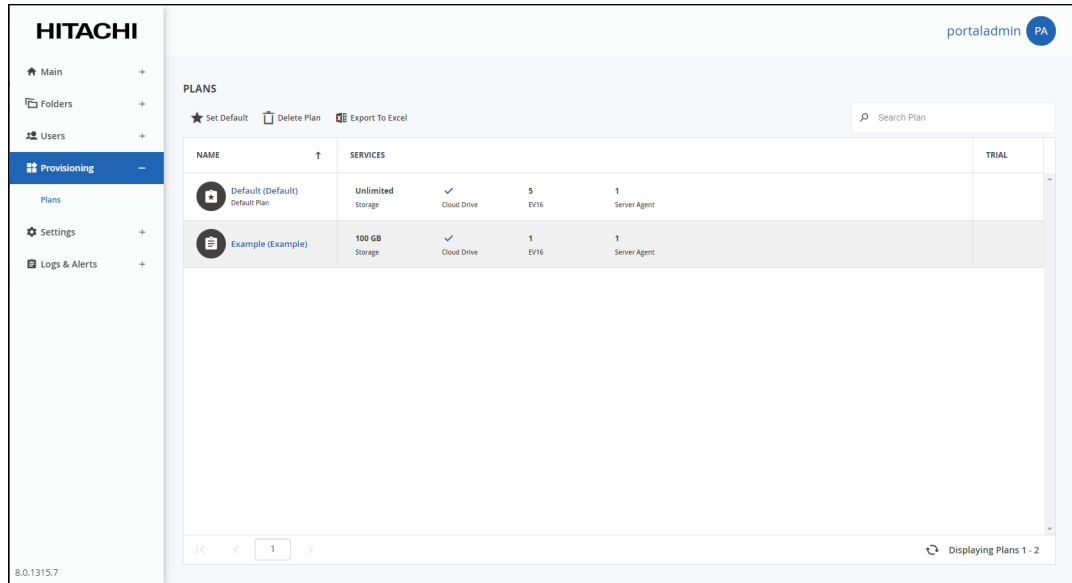 HITACHI
portaladmin PA
Main
Folders
Users
Provisioning
Plans
Settings
Logs & Alerts
8.0.1315.7
PLANS
Set Default Delete Plan Export To Excel Search Plan
NAME SERVICES TRIAL
Default (Default) Unlimited 5 1
Default Plan Storage Cloud Drive EV16 Server Agent
Example (Example) 100 GB 1 1
Storage Cloud Drive EV16 Server Agent
1 Displaying Plans 1 - 2